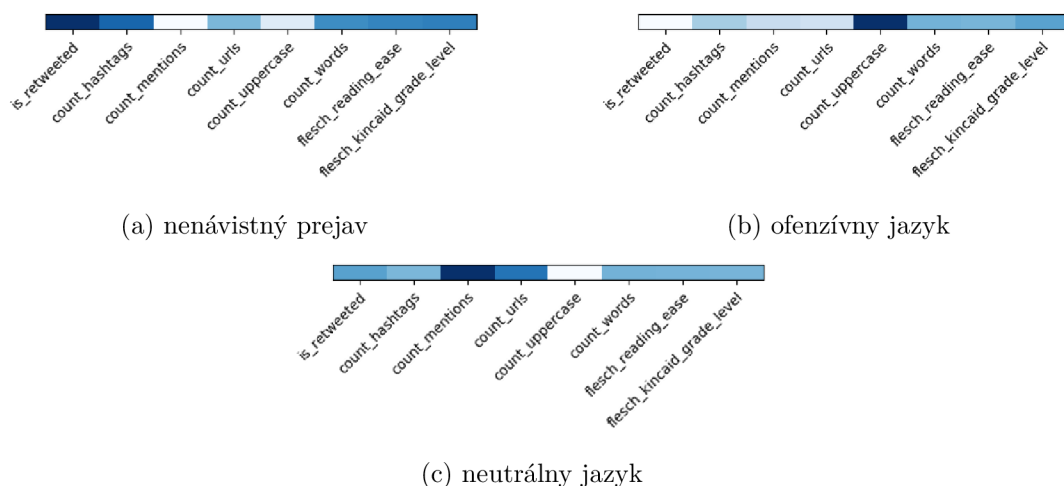 is_retweeted
count_hashtags
count_mentions
count_urls
count_uppercase
count_words
flesch_reading_ease
flesch_kincaid_grade_level
(a) nenávistný prejav
is_retweeted
count_hashtags
count_mentions
count_urls
count_uppercase
count_words
flesch_reading_ease
flesch_kincaid_grade_level
(b) ofenzívny jazyk
is_retweeted
count_hashtags
count_mentions
count_urls
count_uppercase
count_words
flesch_reading_ease
flesch_kincaid_grade_level
(c) neutrálny jazyk